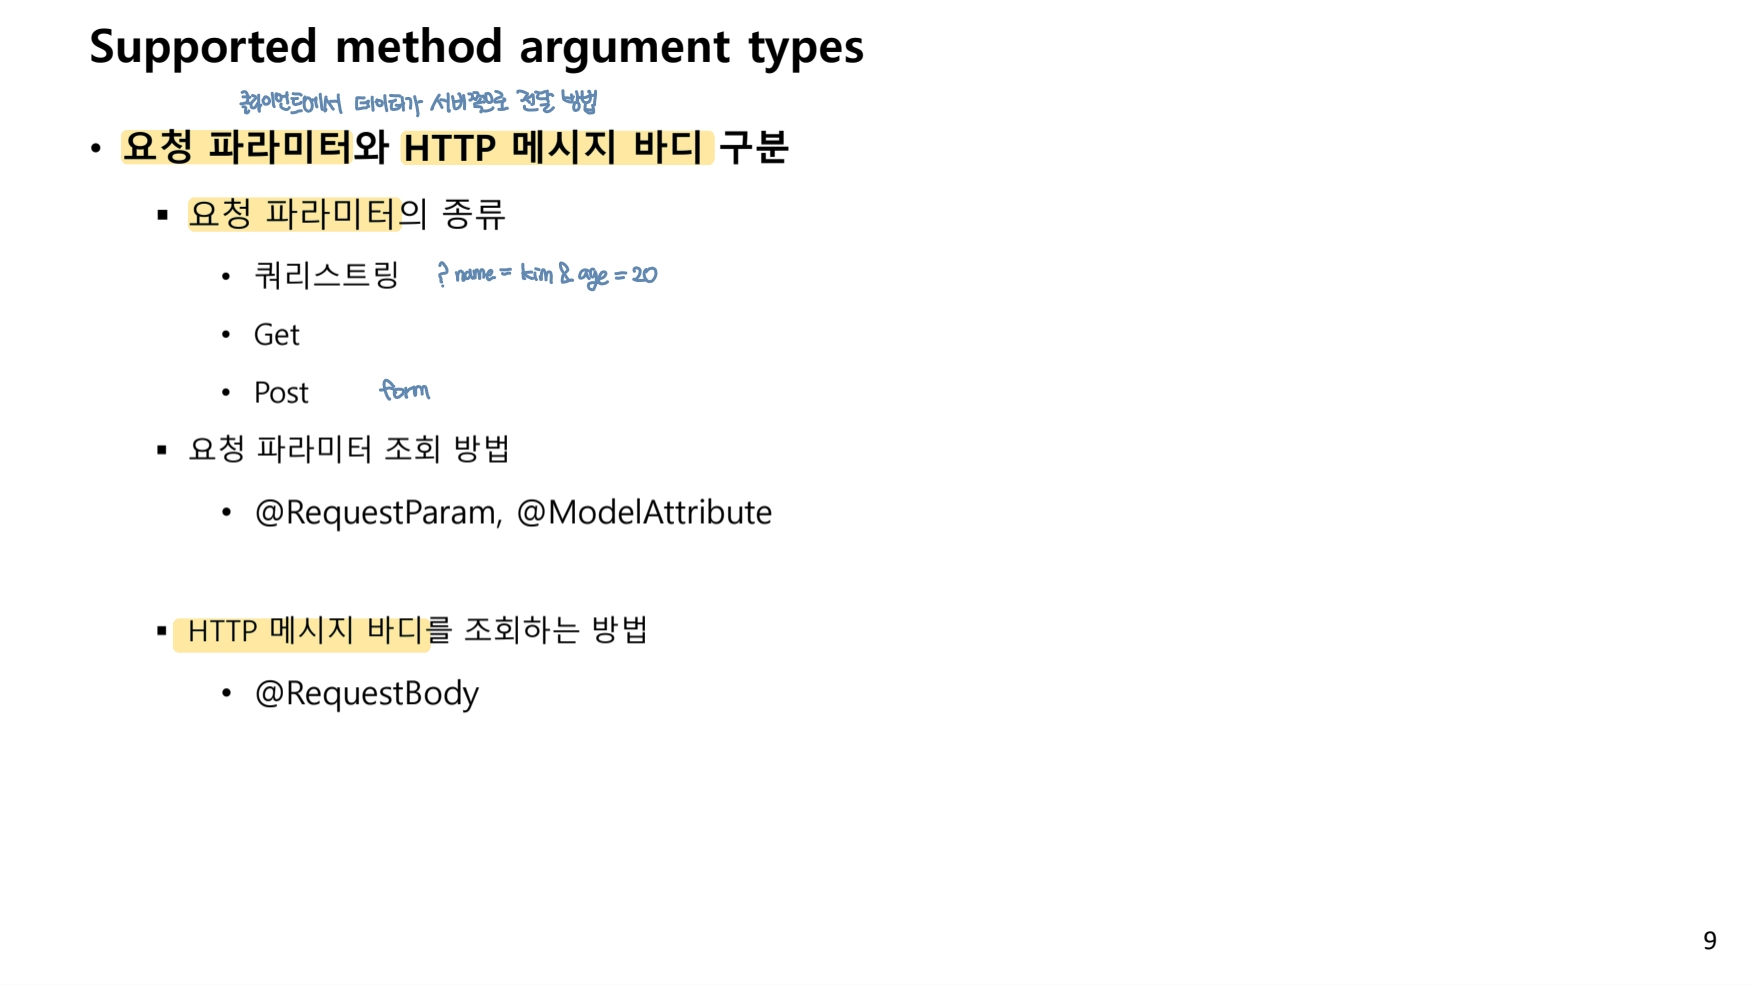 Supported method argument types
클라이언트에서 데이터가 서버쪽으로 전달 방법
• 요청 파라미터와 HTTP 메시지 바디 구분
▪ 요청 파라미터의 종류
• 쿼리스트링 ? name = kim & age = 20
• Get
• Post form
▪ 요청 파라미터 조회 방법
• @RequestParam, @ModelAttribute
▪ HTTP 메시지 바디를 조회하는 방법
• @RequestBody
9